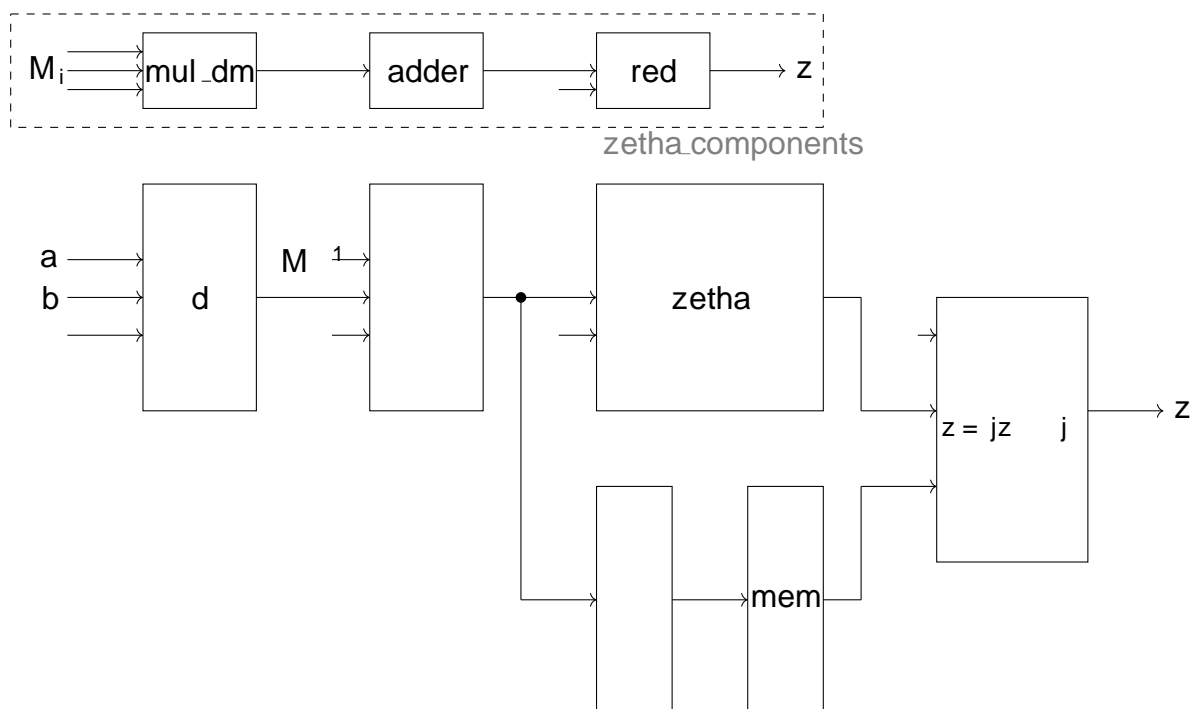 M i mul_dm adder red z
zetha_components
a
b
d
M 1
zetha
z = jz j
z
mem